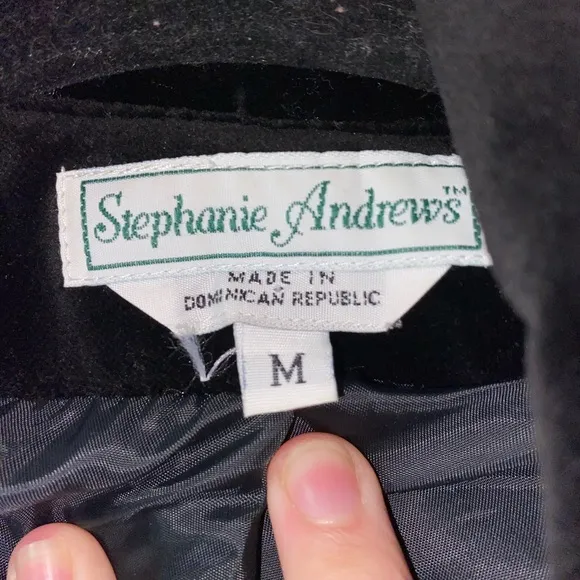 Stephanie Andrews™
MADE IN
DOMINICAN REPUBLIC
M